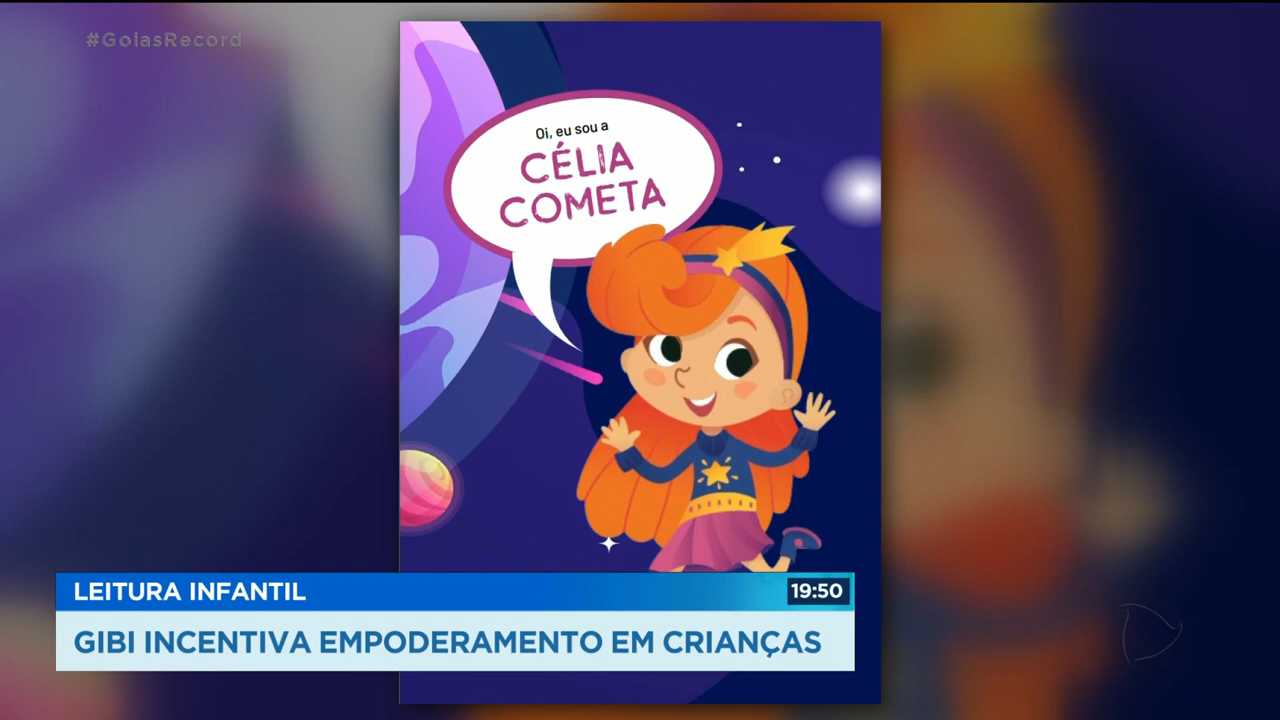 #GoiasRecord
Oi, eu sou a
CÉLIA
COMETA
LEITURA INFANTIL
19:50
GIBI INCENTIVA EMPODERAMENTO EM CRIANÇAS